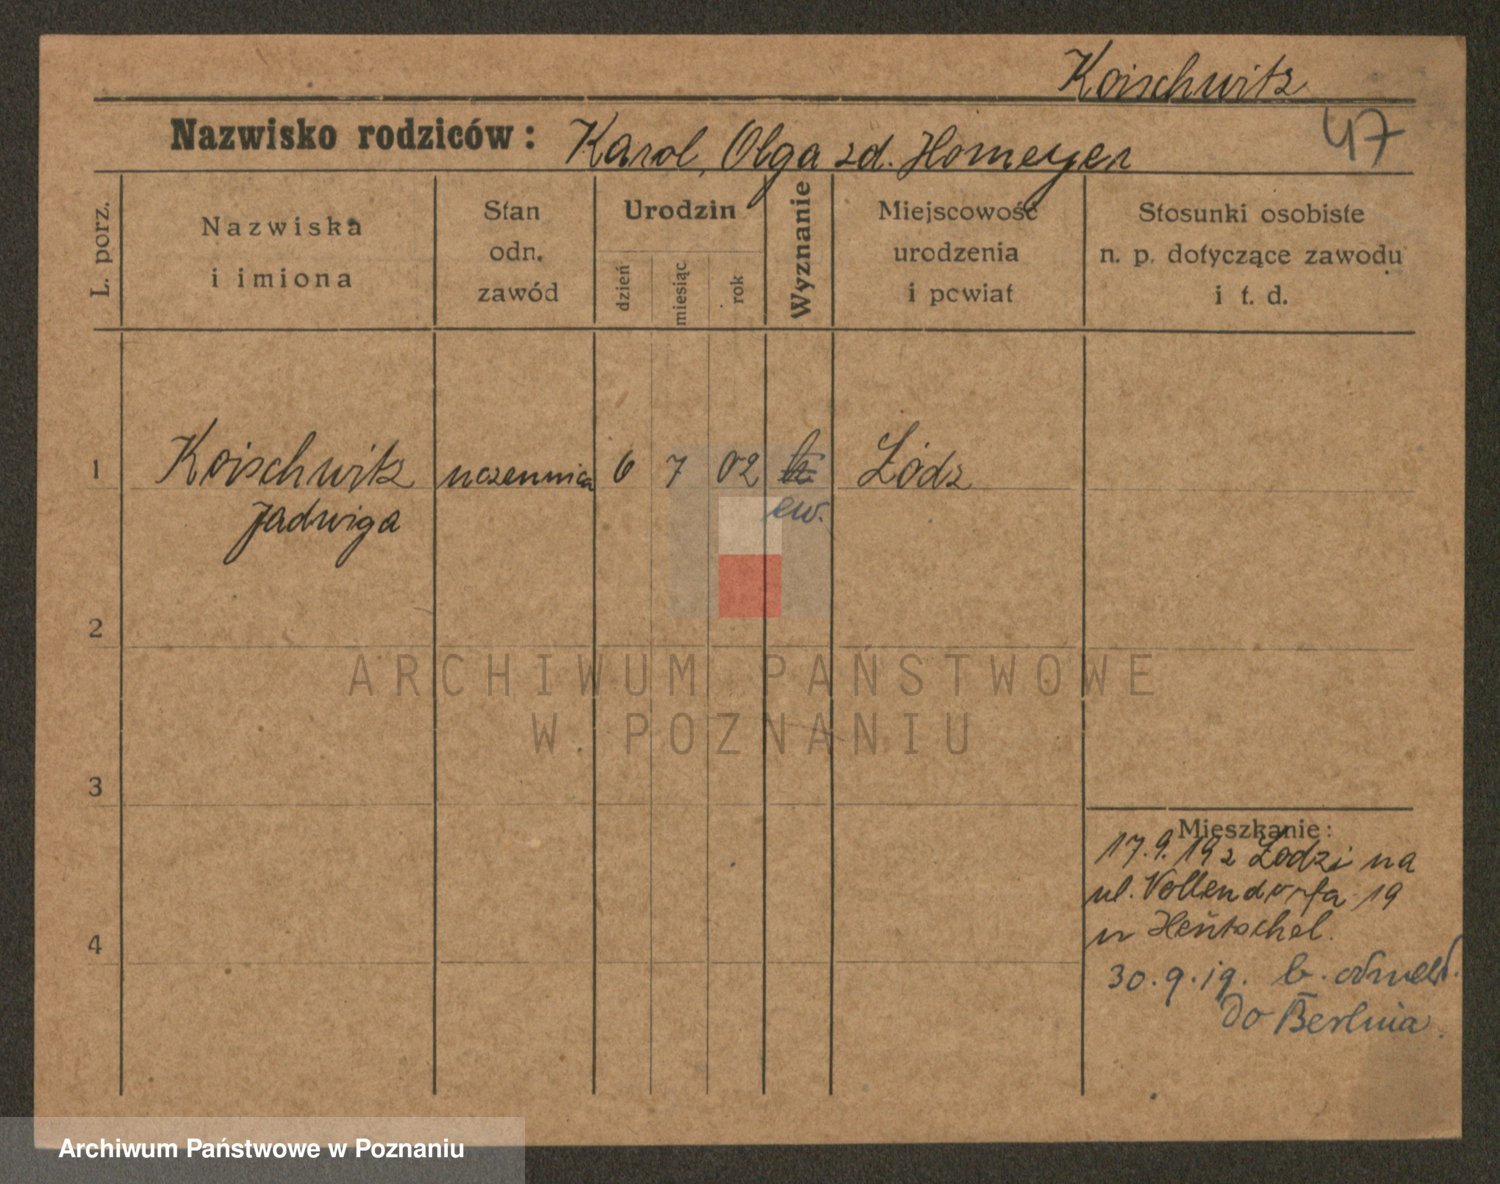 Koischwitz
47
Nazwisko rodziców: Karol, Olga zd. Homeyer
L. porz.
Nazwiska
i imiona
Stan
odn.
zawód
Urodzin
dzień
miesiąc
rok
Wyznanie
Miejscowość
urodzenia
i powiat
Stosunki osobiste
n. p. dotyczące zawodu
i t. d.
1
Koischwitz
Jadwiga
uczennica
6
7
02
ew.
Łódz
2
ARCHIWUM PAŃSTWOWE
W POZNANIU
3
Mieszkanie:
17.9.19 z Łodzi na
ul. Vollendorfa 19
u Hentschel.
4
30.9.19. b. odmeld.
do Berlina.
Archiwum Państwowe w Poznaniu